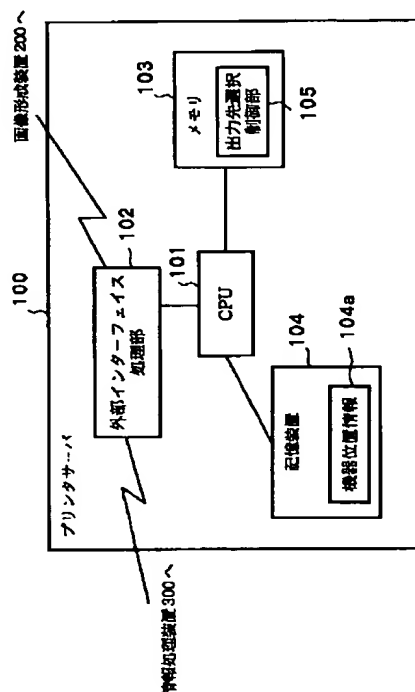 100
画像形成装置200へ
プリンタサーバ
102
外部インターフェイス
処理部
103
メモリ
出力先選択
制御部
105
101
CPU
104
記憶装置
104a
機器位置情報
情報処理装置300へ